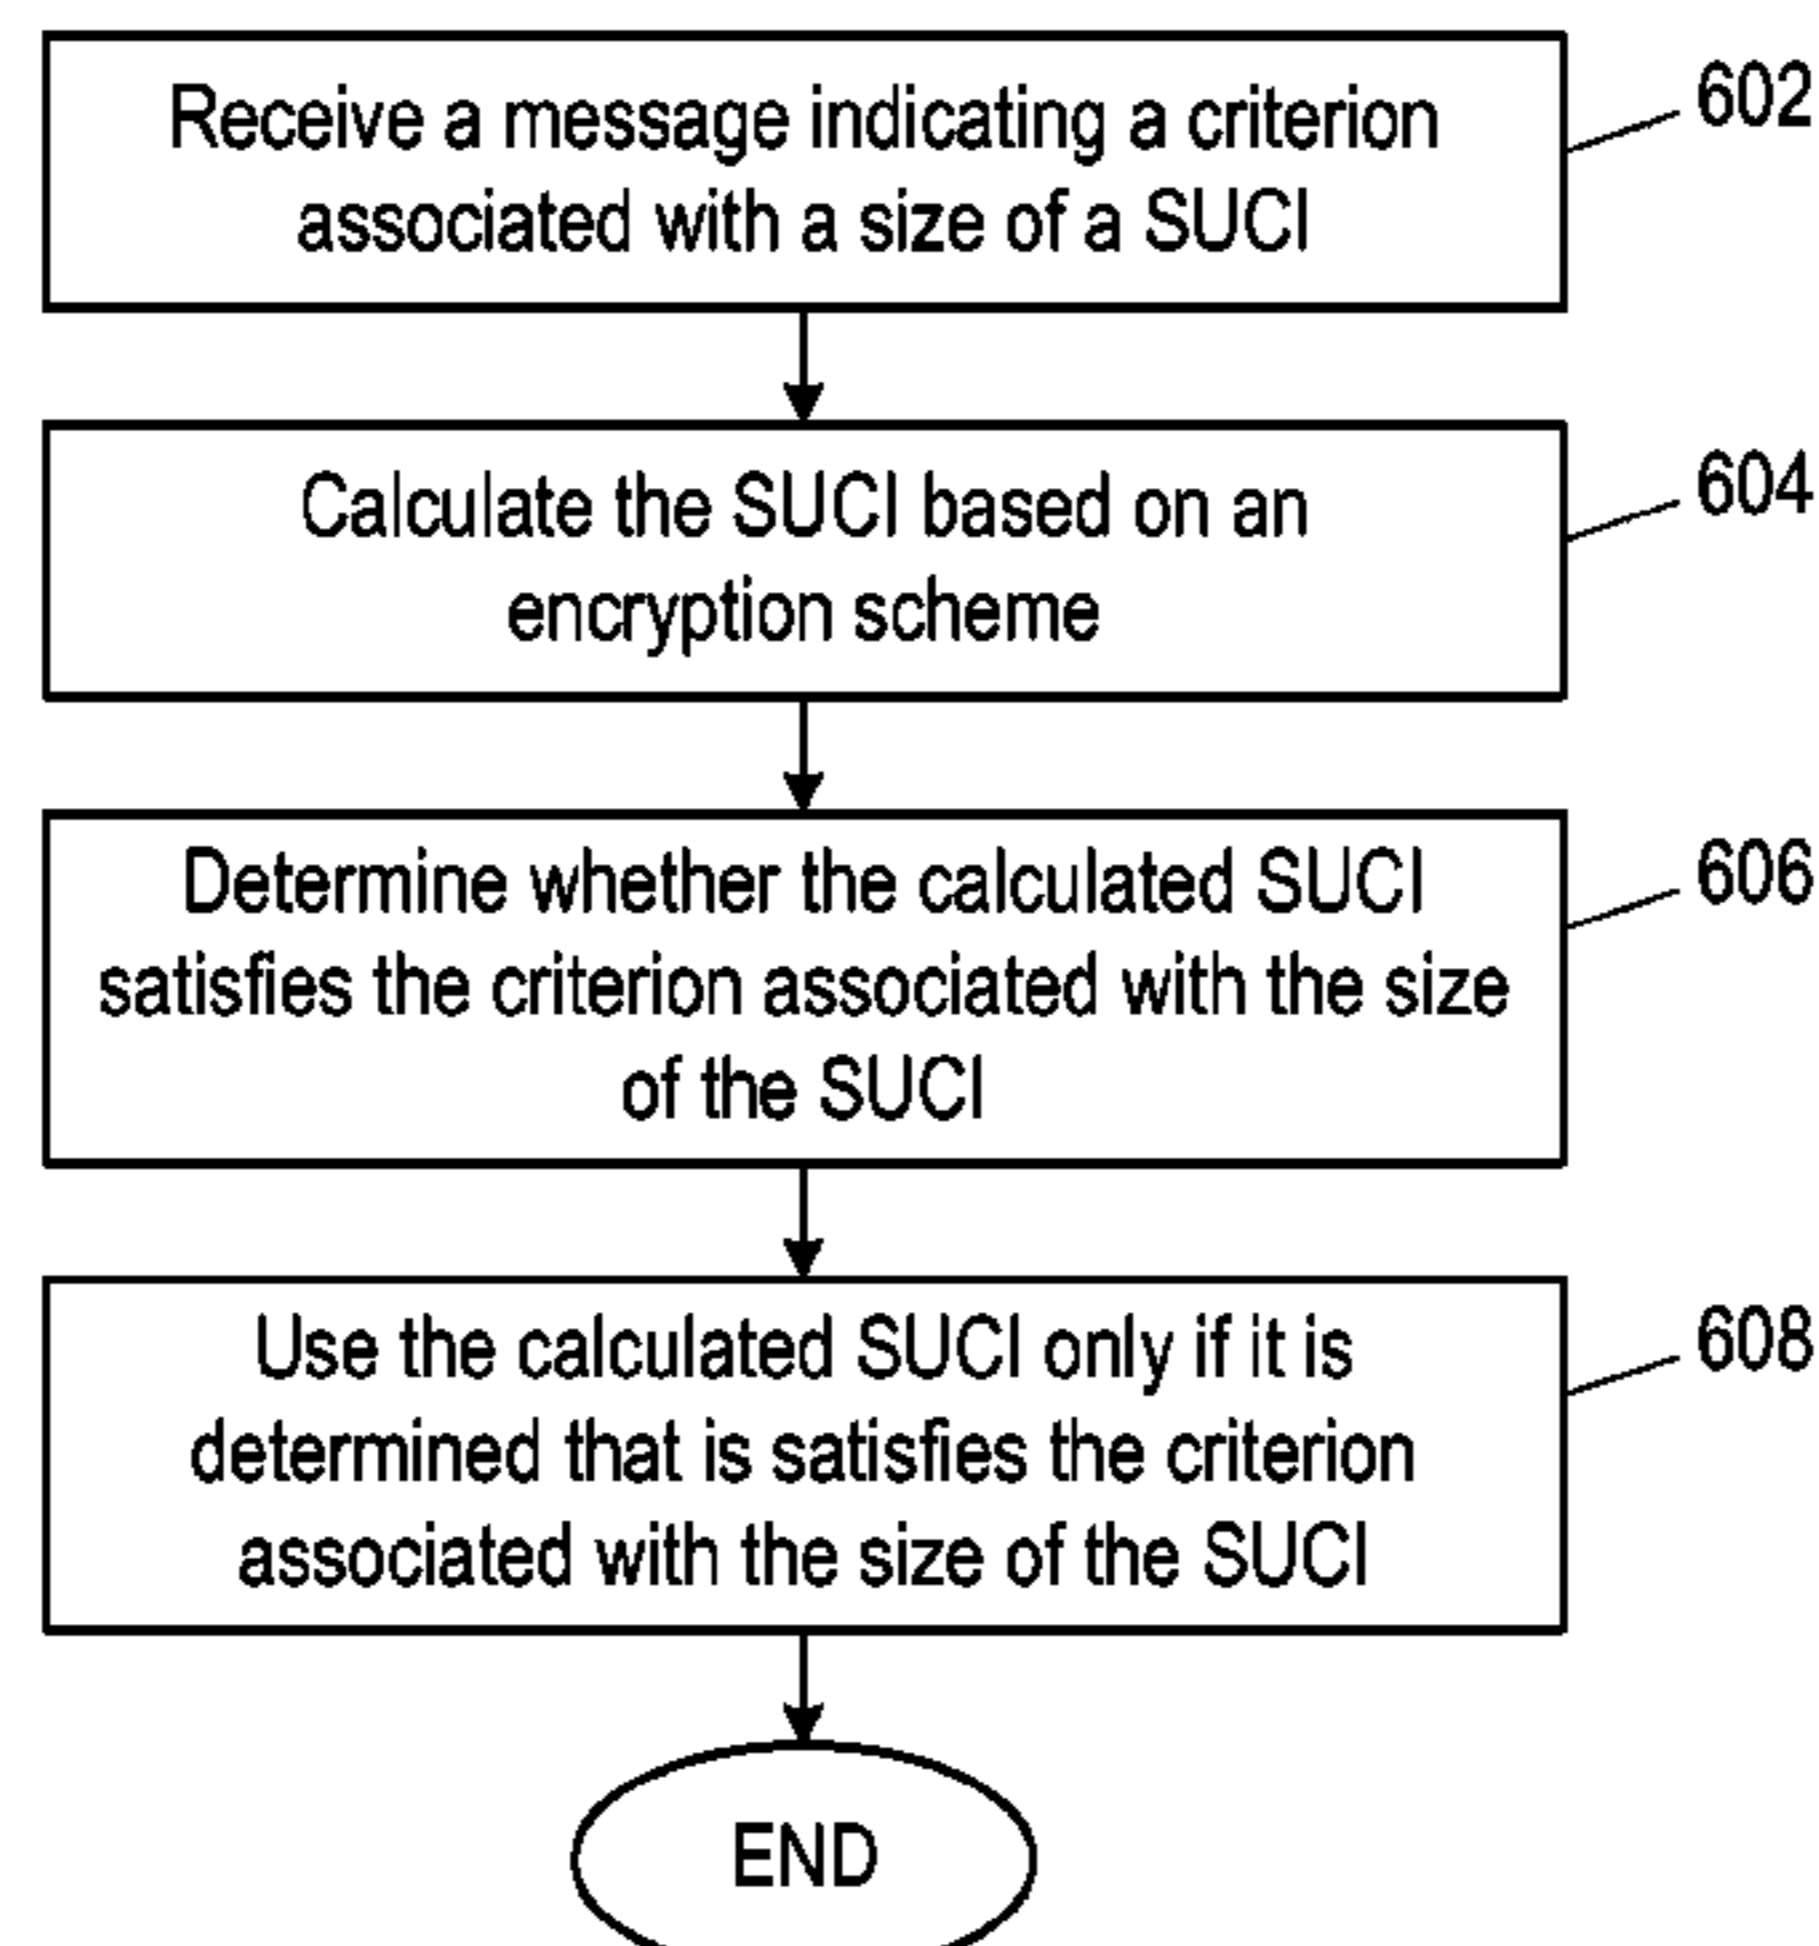 Receive a message indicating a criterion
associated with a size of a SUCI
602
Calculate the SUCI based on an
encryption scheme
604
Determine whether the calculated SUCI
satisfies the criterion associated with the size
of the SUCI
606
Use the calculated SUCI only if it is
determined that is satisfies the criterion
associated with the size of the SUCI
608
END